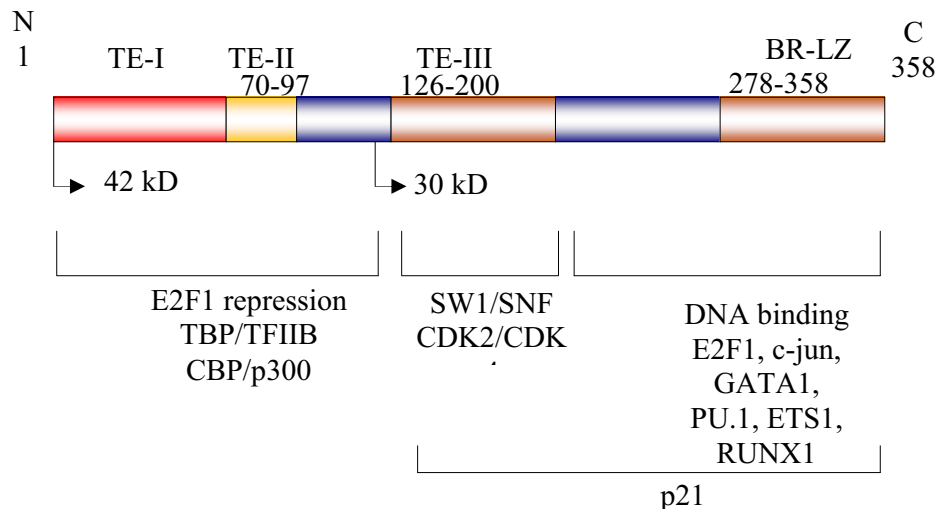 N
1
TE-I
TE-II
70-97
TE-III
126-200
BR-LZ
278-358
C
358
42 kD
30 kD
E2F1 repression
TBP/TFIIB
CBP/p300
SW1/SNF
CDK2/CDK
DNA binding
E2F1, c-jun,
GATA1,
PU.1, ETS1,
RUNX1
p21